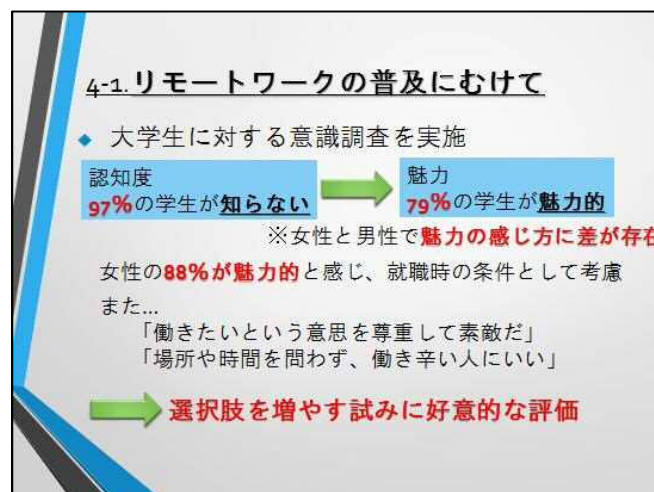 4-1.リモートワークの普及にむけて
◆ 大学生に対する意識調査を実施
認知度
97%の学生が知らない
魅力
79%の学生が魅力的
※女性と男性で魅力の感じ方に差が存在
女性の88%が魅力的と感じ、就職時の条件として考慮
また…
「働きたいという意思を尊重して素敵だ」
「場所や時間を問わず、働き辛い人にいい」
選択肢を増やす試みに好意的な評価